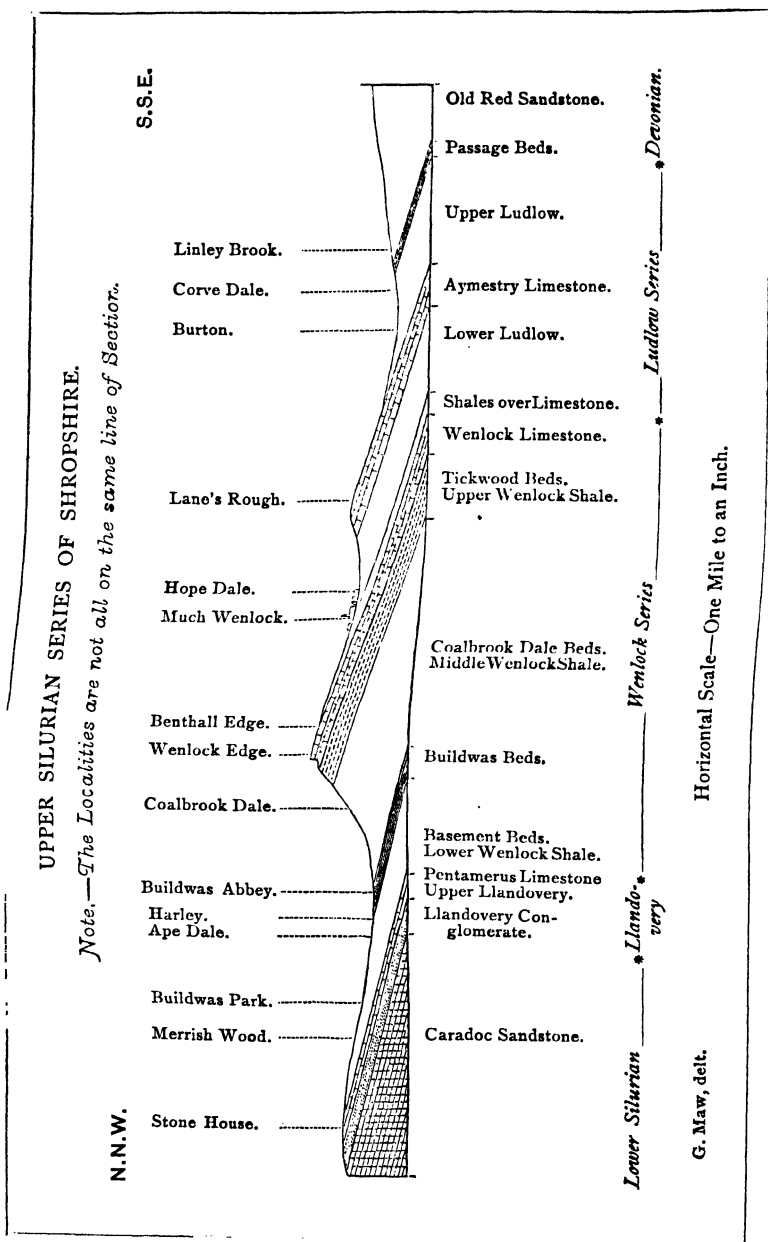 UPPER SILURIAN SERIES OF SHROPSHIRE.
Note.—The Localities are not all on the same line of Section.
S.S.E.
Linley Brook.
Corve Dale.
Burton.
Lane's Rough.
Hope Dale.
Much Wenlock.
Benthall Edge.
Wenlock Edge.
Coalbrook Dale.
Buildwas Abbey.
Harley.
Ape Dale.
Buildwas Park.
Merrish Wood.
Stone House.
N.N.W.
Old Red Sandstone.
Passage Beds.
Upper Ludlow.
Aymestry Limestone.
Lower Ludlow.
Shales over Limestone.
Wenlock Limestone.
Tickwood Beds.
Upper Wenlock Shale.
Coalbrook Dale Beds.
Middle Wenlock Shale.
Buildwas Beds.
Basement Beds.
Lower Wenlock Shale.
Pentamerus Limestone
Upper Llandovery.
Llandovery Con-
glomerate.
Caradoc Sandstone.
Lower Silurian
Llando-
very
Wenlock Series
Ludlow Series
Devonian.
Horizontal Scale—One Mile to an Inch.
G. Maw, delt.